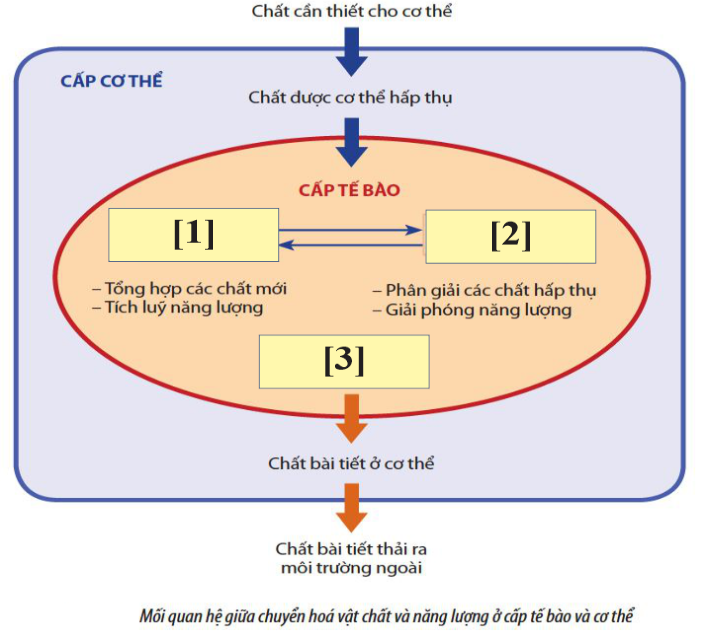 Chất cần thiết cho cơ thể
CẤP CƠ THỂ
Chất được cơ thể hấp thụ
CẤP TẾ BÀO
[1]
[2]
– Tổng hợp các chất mới
– Tích luỹ năng lượng
– Phân giải các chất hấp thụ
– Giải phóng năng lượng
[3]
Chất bài tiết ở cơ thể
Chất bài tiết thải ra
môi trường ngoài
Mối quan hệ giữa chuyển hoá vật chất và năng lượng ở cấp tế bào và cơ thể